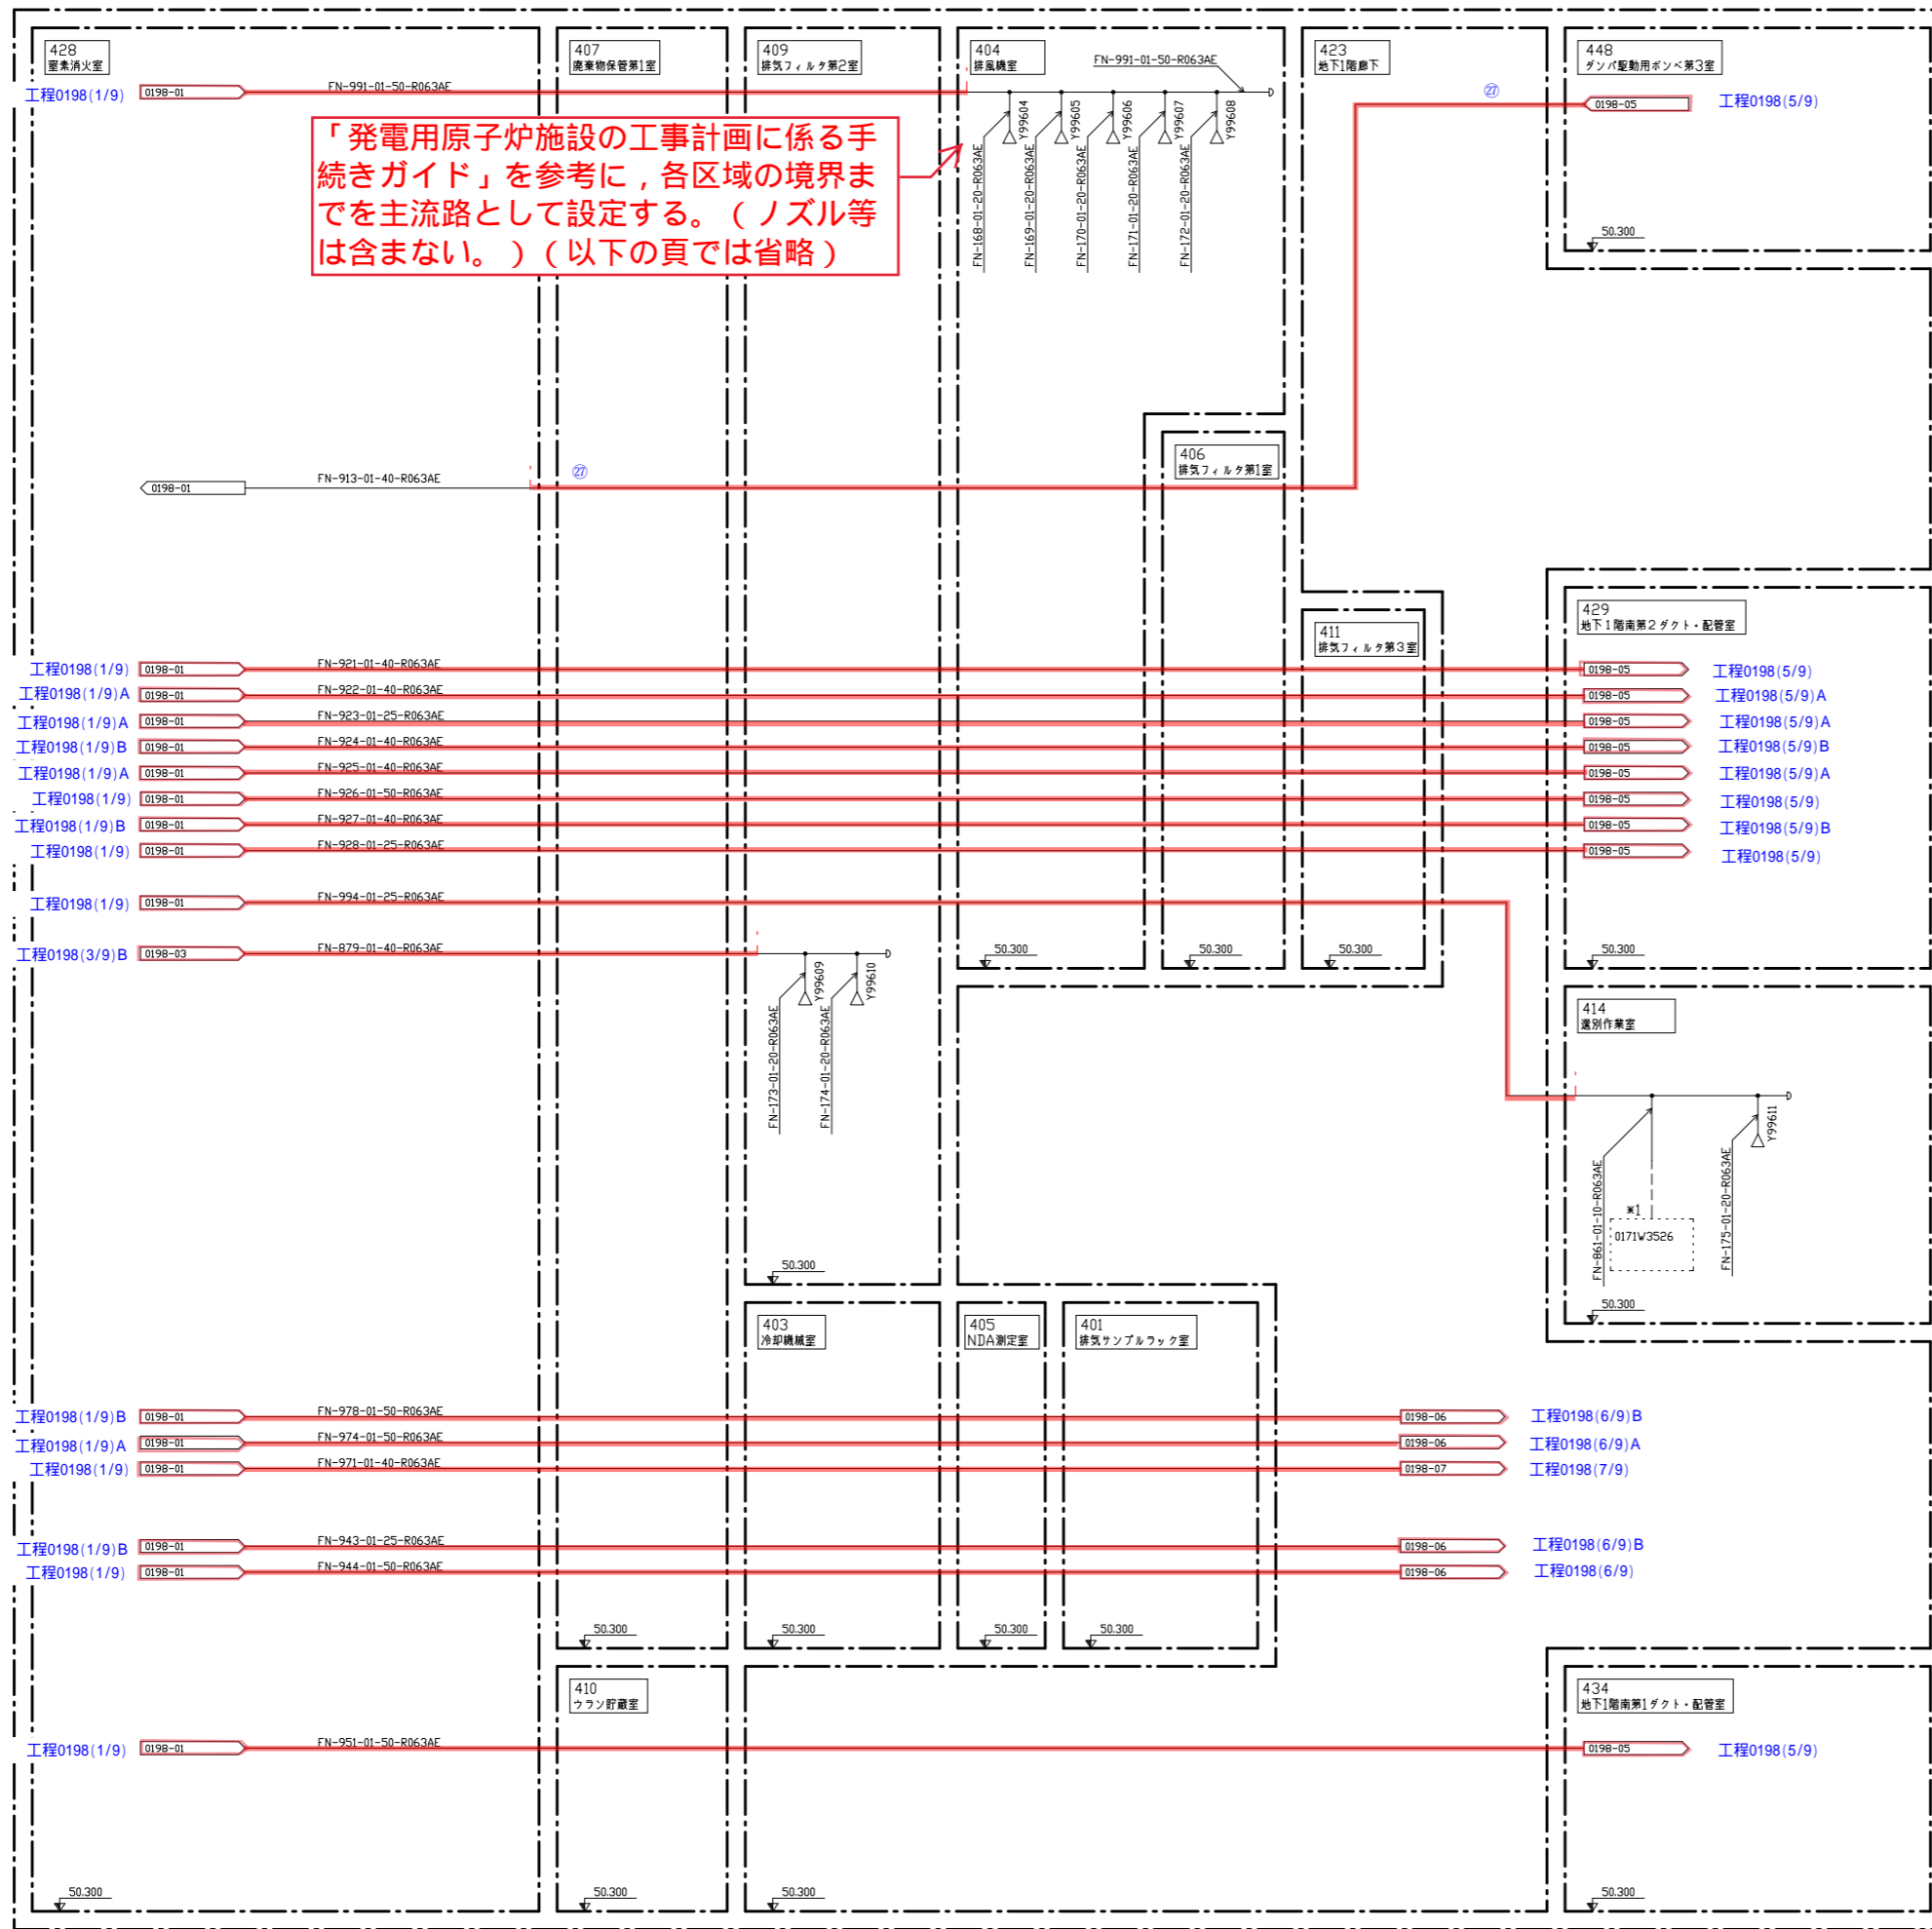 428
窒素消火室
407
廃棄物保管第1室
409
排気フィルタ第2室
404
排風機室
423
地下1階廊下
448
ダンパ駆動用ボンベ第3室
工程0198(1/9)
0198-01
FN-991-01-50-R063AE
FN-991-01-50-R063AE
㉗
0198-05
工程0198(5/9)
「発電用原子炉施設の工事計画に係る手
続きガイド」を参考に，各区域の境界ま
でを主流路として設定する。（ノズル等
は含まない。）（以下の頁では省略）
Y99604
Y99605
Y99606
Y99607
Y99608
FN-168-01-20-R063AE
FN-169-01-20-R063AE
FN-170-01-20-R063AE
FN-171-01-20-R063AE
FN-172-01-20-R063AE
50.300
406
排気フィルタ第1室
0198-01
FN-913-01-40-R063AE
㉗
411
排気フィルタ第3室
429
地下1階南第2ダクト・配管室
工程0198(1/9)
0198-01
FN-921-01-40-R063AE
0198-05
工程0198(5/9)
工程0198(1/9)A
0198-01
FN-922-01-40-R063AE
0198-05
工程0198(5/9)A
工程0198(1/9)A
0198-01
FN-923-01-25-R063AE
0198-05
工程0198(5/9)A
工程0198(1/9)B
0198-01
FN-924-01-40-R063AE
0198-05
工程0198(5/9)B
工程0198(1/9)A
0198-01
FN-925-01-40-R063AE
0198-05
工程0198(5/9)A
工程0198(1/9)
0198-01
FN-926-01-50-R063AE
0198-05
工程0198(5/9)
工程0198(1/9)B
0198-01
FN-927-01-40-R063AE
0198-05
工程0198(5/9)B
工程0198(1/9)
0198-01
FN-928-01-25-R063AE
0198-05
工程0198(5/9)
工程0198(1/9)
0198-01
FN-994-01-25-R063AE
工程0198(3/9)B
0198-03
FN-879-01-40-R063AE
50.300
50.300
50.300
50.300
Y99609
Y99610
FN-173-01-20-R063AE
FN-174-01-20-R063AE
414
選別作業室
Y99611
FN-861-01-10-R063AE
※1
0171W3526
FN-175-01-20-R063AE
50.300
50.300
403
冷却機械室
405
NDA測定室
401
排気サンプルラック室
工程0198(1/9)B
0198-01
FN-978-01-50-R063AE
0198-06
工程0198(6/9)B
工程0198(1/9)A
0198-01
FN-974-01-50-R063AE
0198-06
工程0198(6/9)A
工程0198(1/9)
0198-01
FN-971-01-40-R063AE
0198-07
工程0198(7/9)
工程0198(1/9)B
0198-01
FN-943-01-25-R063AE
0198-06
工程0198(6/9)B
工程0198(1/9)
0198-01
FN-944-01-50-R063AE
0198-06
工程0198(6/9)
50.300
50.300
50.300
50.300
410
ウラン貯蔵室
434
地下1階南第1ダクト・配管室
工程0198(1/9)
0198-01
FN-951-01-50-R063AE
0198-05
工程0198(5/9)
50.300
50.300
50.300
50.300